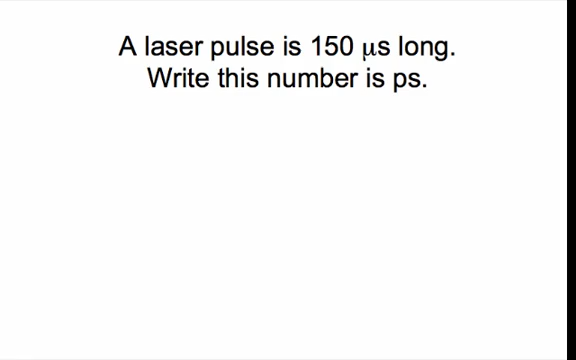 A laser pulse is 150 μs long.
Write this number is ps.